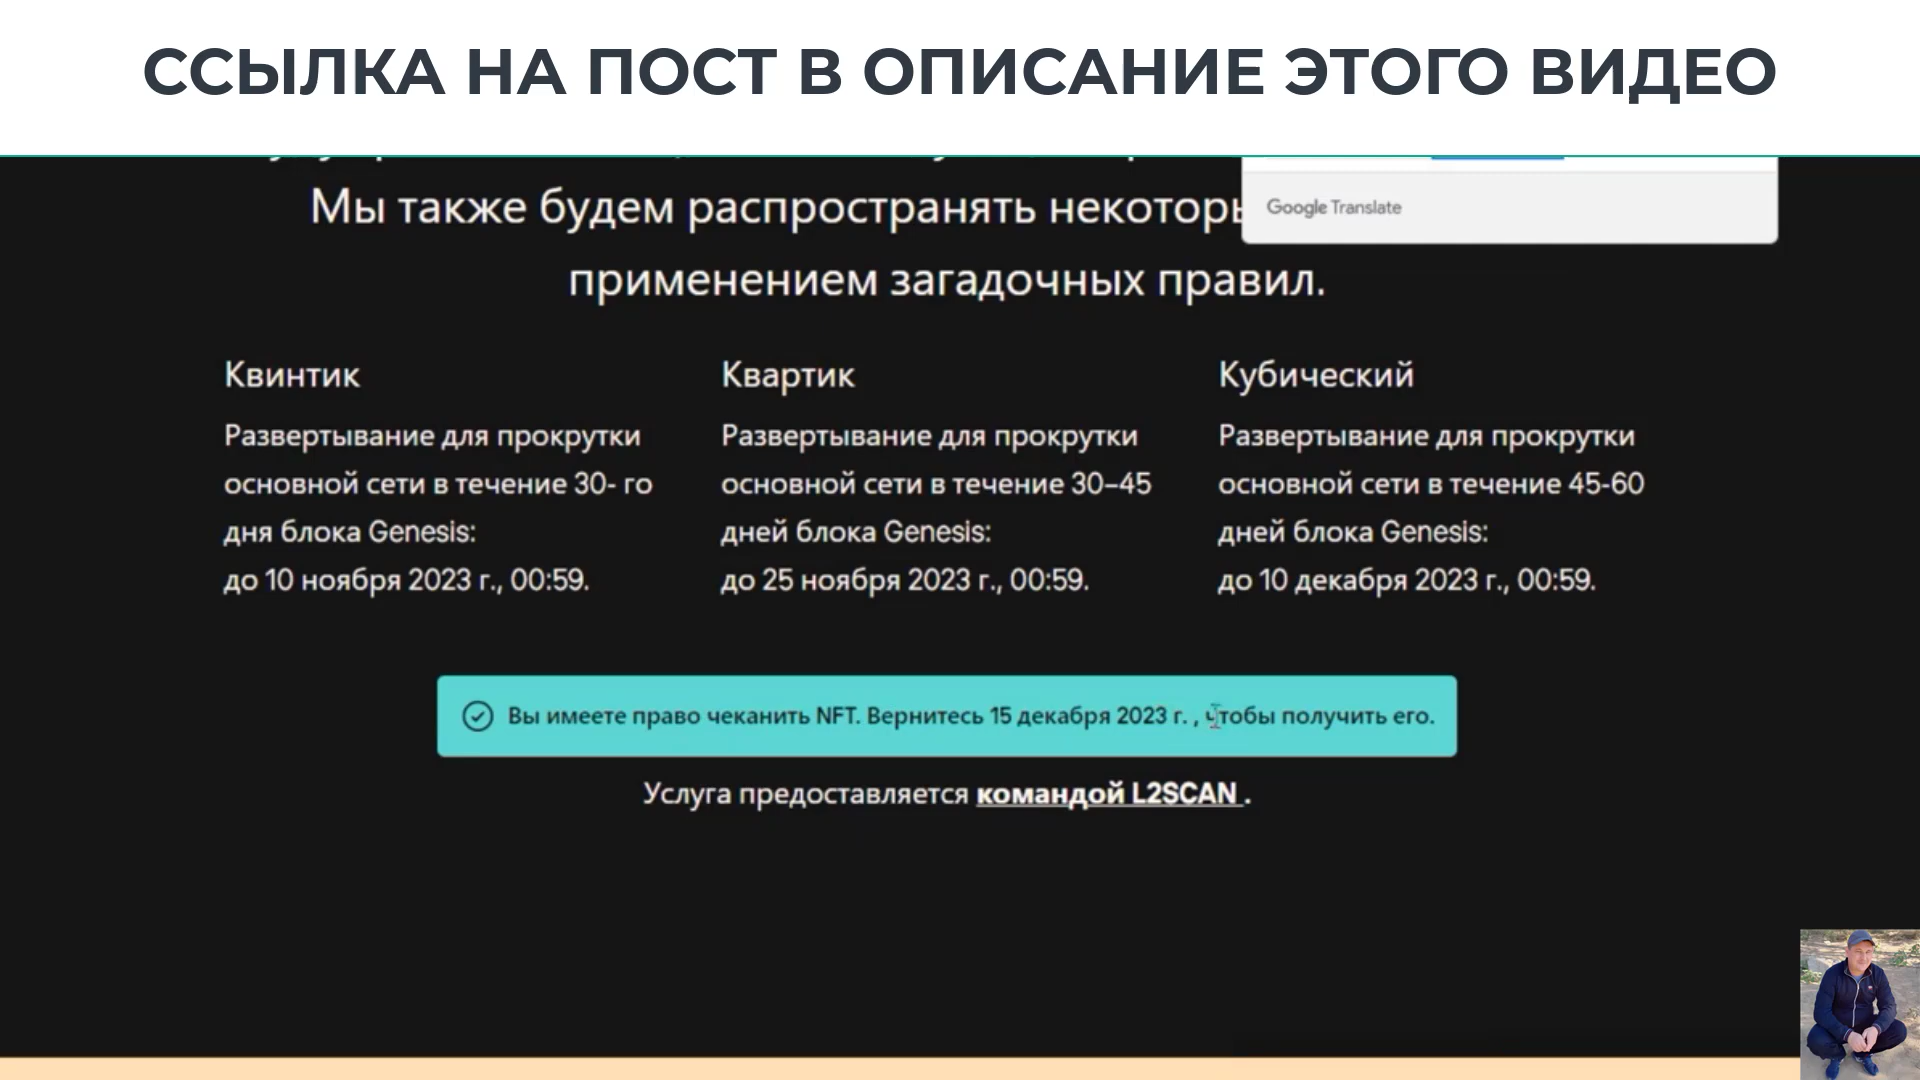 ССЫЛКА НА ПОСТ В ОПИСАНИЕ ЭТОГО ВИДЕО
Мы также будем распространять
Google Translate
применением загадочных правил.
Квинтик
Развертывание для прокрутки
основной сети в течение 30- го
дня блока Genesis:
до 10 ноября 2023 г., 00:59.
Квартик
Развертывание для прокрутки
основной сети в течение 30–45
дней блока Genesis:
до 25 ноября 2023 г., 00:59.
Кубический
Развертывание для прокрутки
основной сети в течение 45-60
дней блока Genesis:
до 10 декабря 2023 г., 00:59.
Вы имеете право чеканить NFT. Вернитесь 15 декабря 2023 г. , чтобы получить его.
Услуга предоставляется командой L2SCAN .